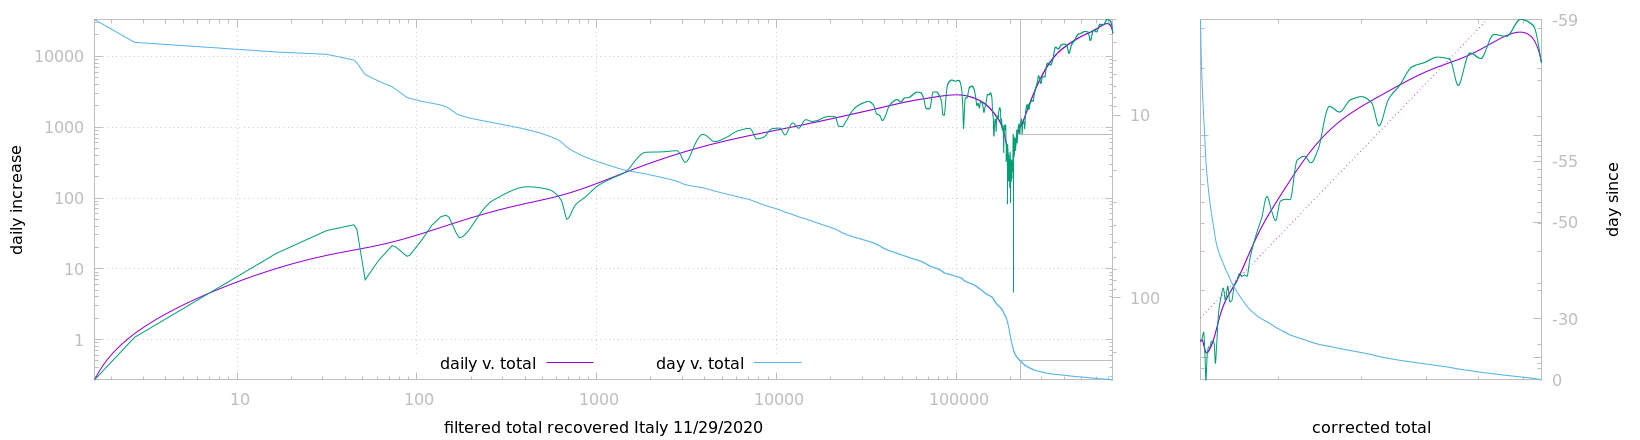 10000
1000
100
10
1
daily increase
daily v. total
day v. total
10
100
10
100
1000
10000
100000
filtered total recovered Italy 11/29/2020
-59
-55
-50
-30
0
day since
corrected total